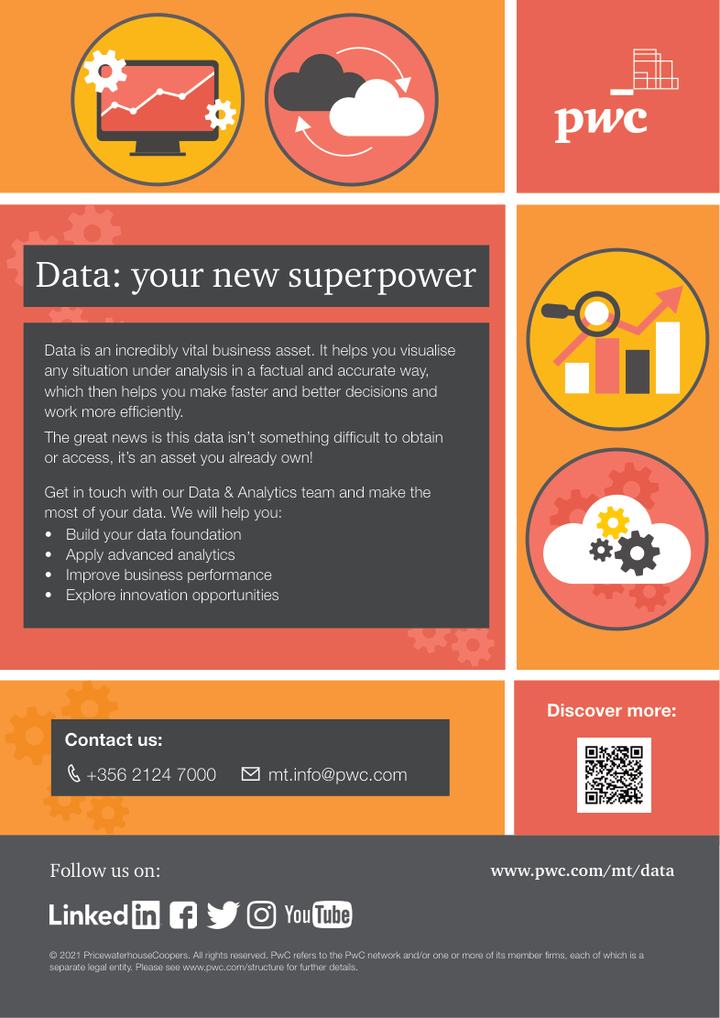 pwc
Data: your new superpower
Data is an incredibly vital business asset. It helps you visualise
any situation under analysis in a factual and accurate way,
which then helps you make faster and better decisions and
work more efficiently.
The great news is this data isn't something difficult to obtain
or access, it's an asset you already own!
Get in touch with our Data & Analytics team and make the
most of your data. We will help you:
• Build your data foundation
• Apply advanced analytics
• Improve business performance
• Explore innovation opportunities
Contact us:
+356 2124 7000 mt.info@pwc.com
Discover more:
Follow us on:
www.pwc.com/mt/data
Linked in f YouTube
© 2021 PricewaterhouseCoopers. All rights reserved. PwC refers to the PwC network and/or one or more of its member firms, each of which is a
separate legal entity. Please see www.pwc.com/structure for further details.